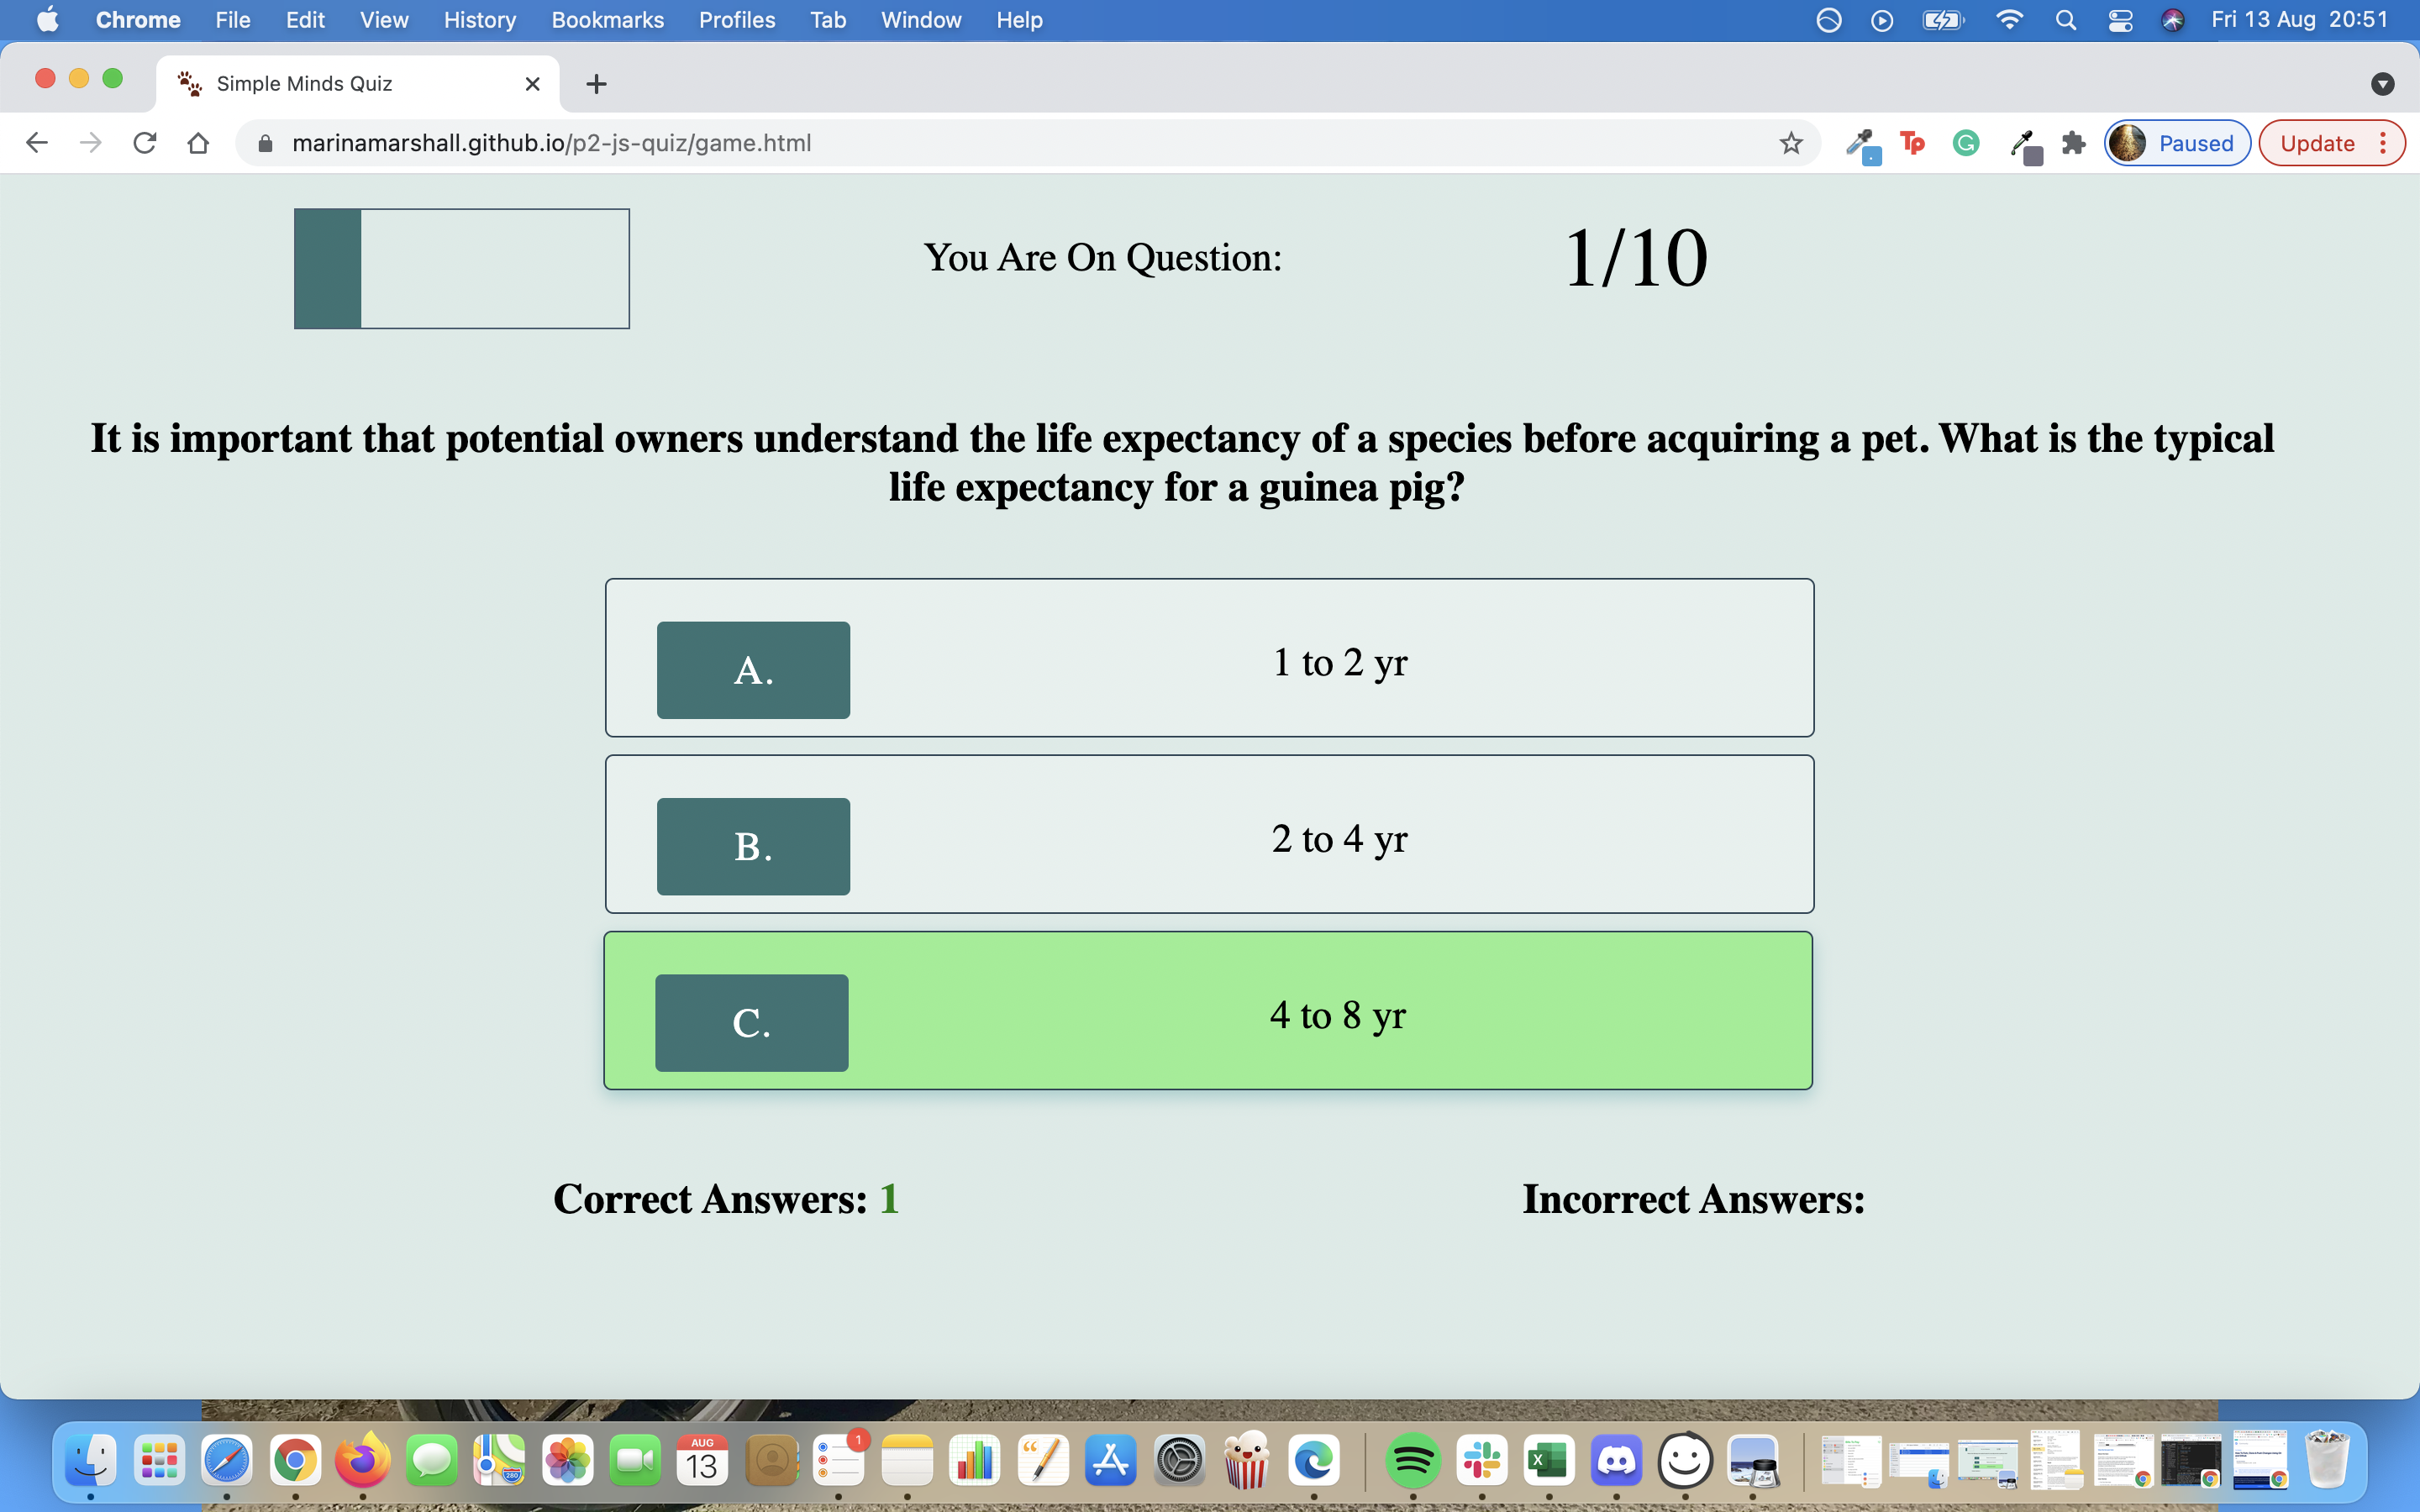 Chrome File Edit View History Bookmarks Profiles Tab Window Help Fri 13 Aug 20:51
Simple Minds Quiz
marinamarshall.github.io/p2-js-quiz/game.html Tp G Paused Update
You Are On Question: 1/10
It is important that potential owners understand the life expectancy of a species before acquiring a pet. What is the typical
life expectancy for a guinea pig?
A. 1 to 2 yr
B. 2 to 4 yr
C. 4 to 8 yr
Correct Answers: 1 Incorrect Answers:
280 AUG 13 1 X